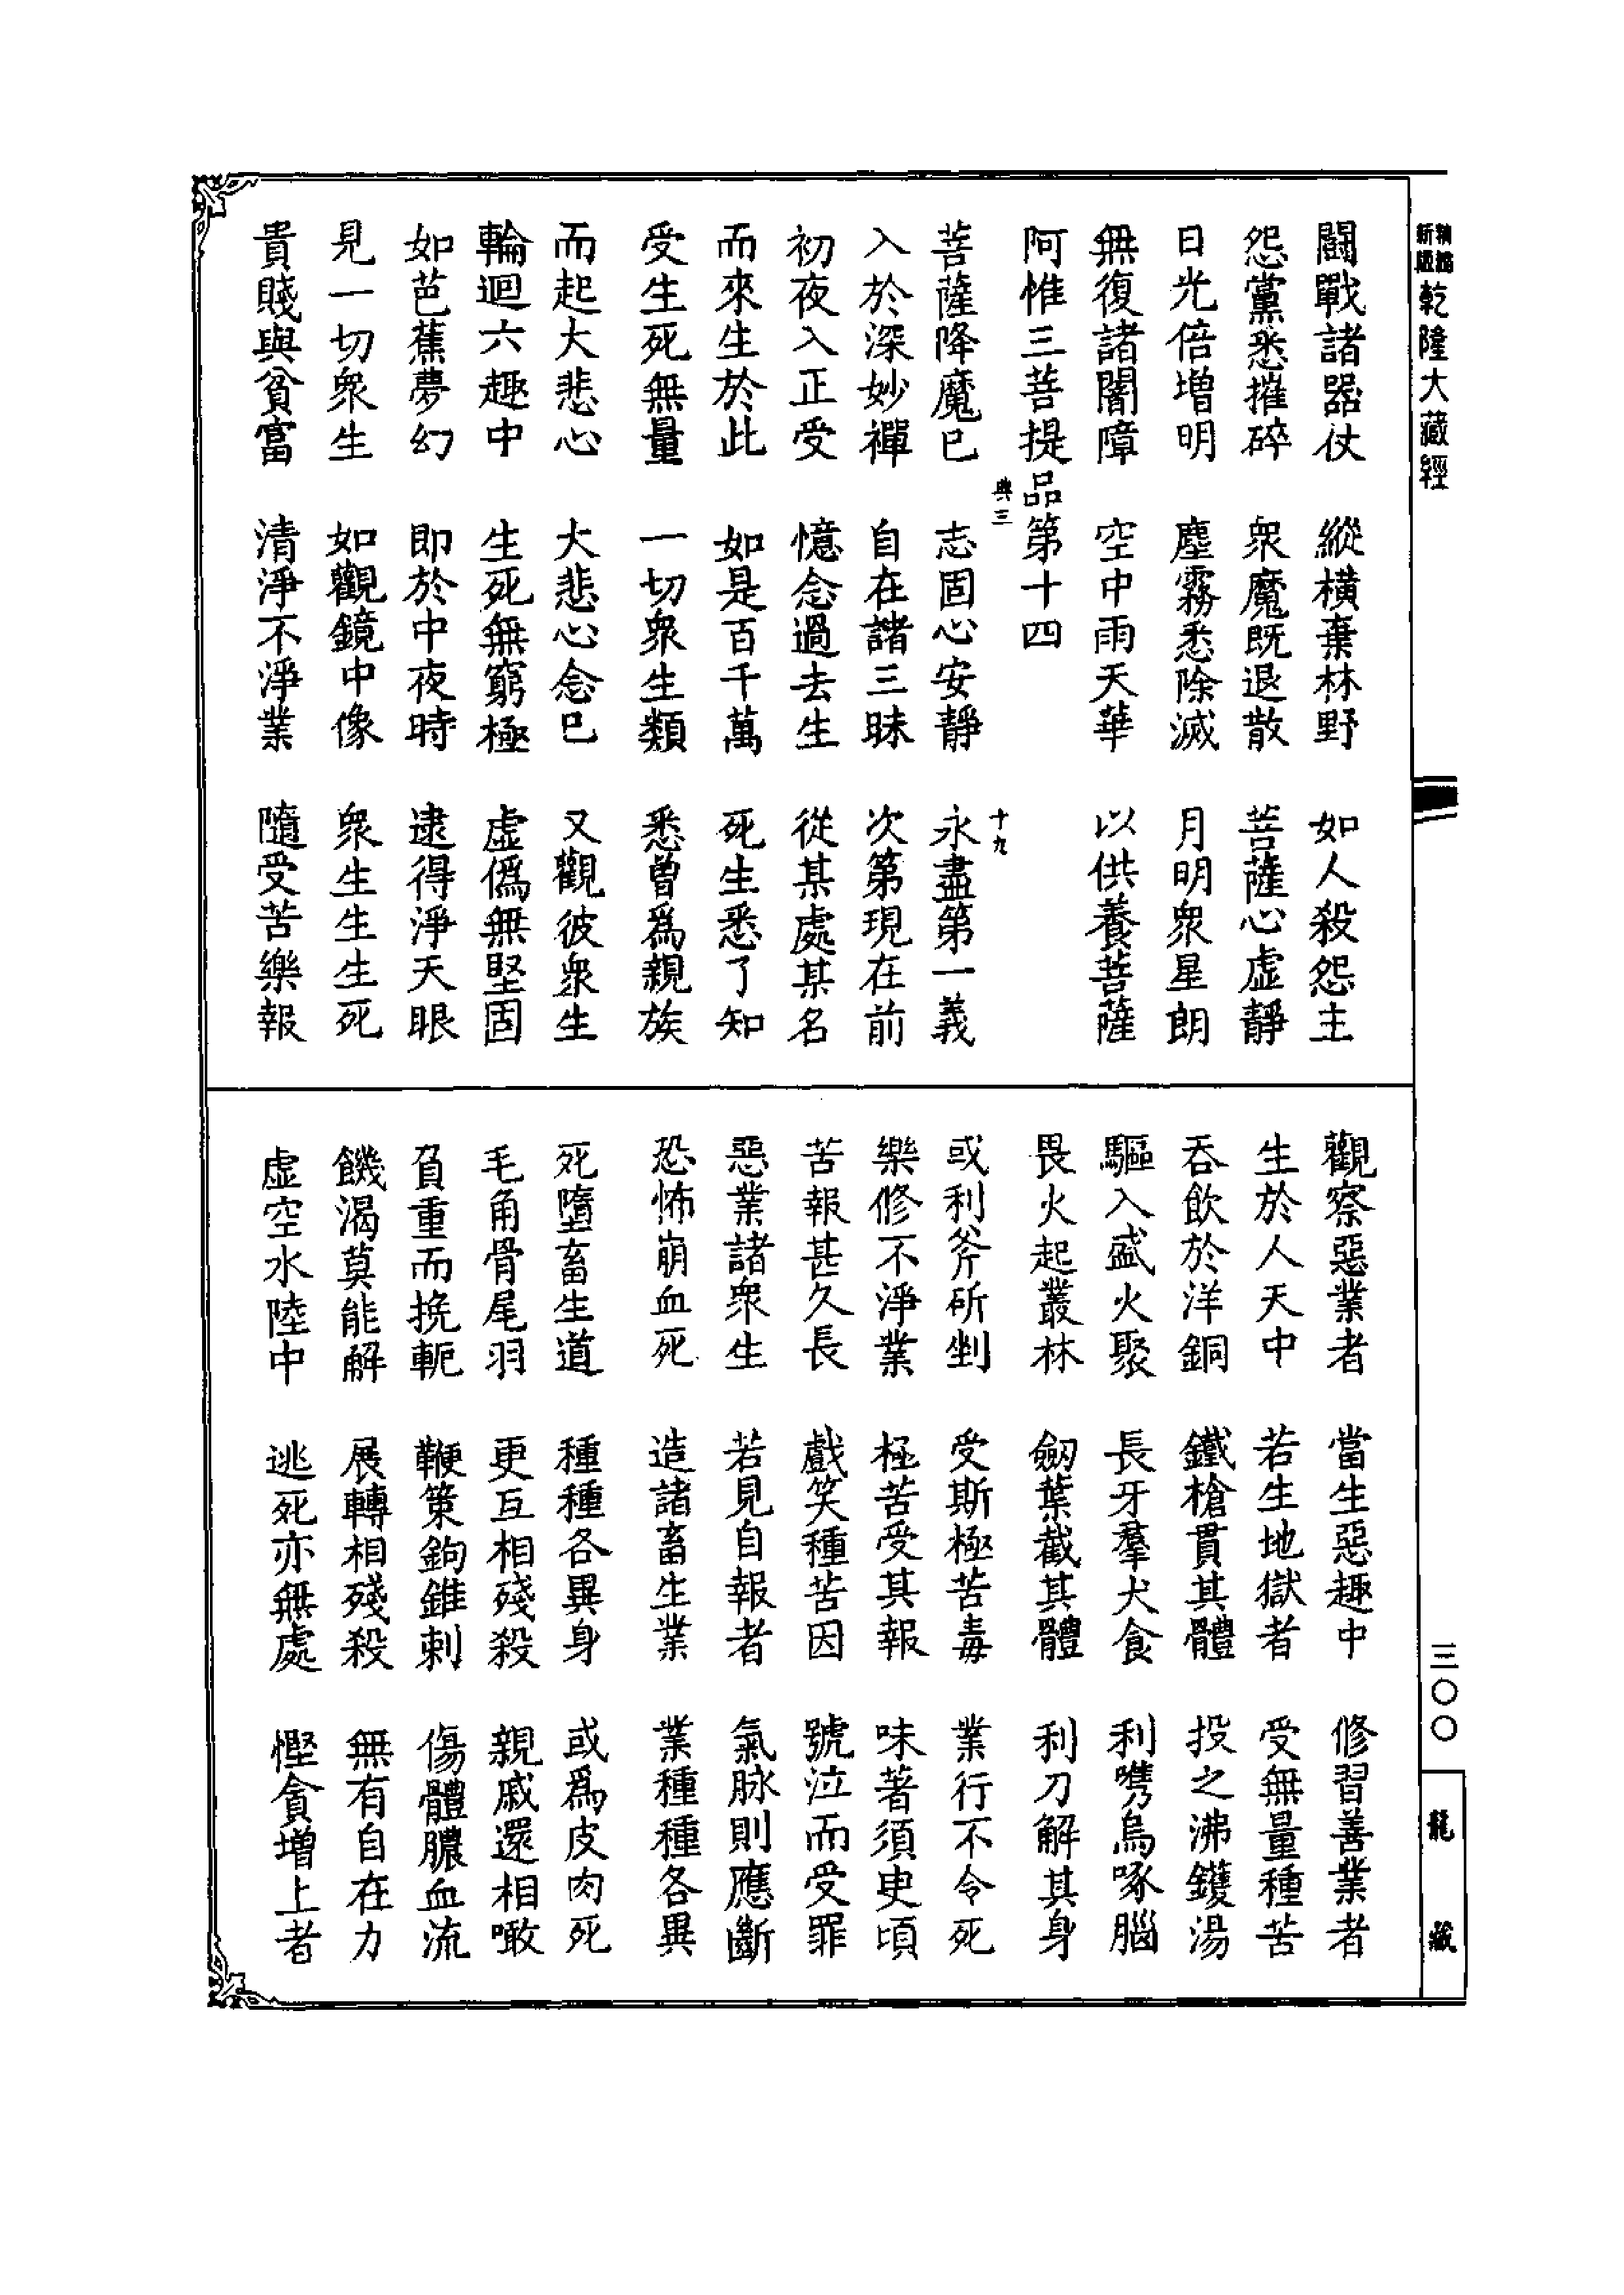 乾隆大藏經
鬬戰諸器仗 縱橫棄林野 如人殺怨主
怨黨悉摧碎 衆魔既退散 菩薩心虛靜
日光倍增明 塵霧悉除滅 月明衆星朗
無復諸闇障 空中雨天華 以供養菩薩
阿惟三菩提品第十四
典三 十九
菩薩降魔已 志固心安靜 永盡第一義
入於深妙禪 自在諸三昧 次第現在前
初夜入正受 憶念過去生 從某處某名
而來生於此 如是百千萬 死生悉了知
受生死無量 一切衆生類 悉曾爲親族
而起大悲心 大悲心念已 又觀彼衆生
輪迴六趣中 生死無窮極 虛僞無堅固
如芭蕉夢幻 即於中夜時 逮得淨天眼
見一切衆生 如觀鏡中像 衆生生生死
貴賤與貧富 清淨不淨業 隨受苦樂報
觀察惡業者 當生惡趣中 修習善業者
生於人天中 若生地獄者 受無量種苦
吞飲於洋銅 鐵槍貫其體 投之沸鑊湯
驅入盛火聚 長牙羣犬食 利嘴鳥啄腦
畏火起叢林 劒葉截其體 利刀解其身
或利斧斫剉 受斯極苦毒 業行不令死
樂修不淨業 極苦受其報 味著須臾頃
苦報甚久長 戲笑種苦因 號泣而受罪
惡業諸衆生 若見自報者 氣脉則應斷
恐怖崩血死 造諸畜生業 業種種各異
死墮畜生道 種種各異身 或爲皮肉死
毛角骨尾羽 更互相殘殺 親戚還相噉
負重而挽軛 鞭策鉤錐刺 傷體膿血流
饑渴莫能解 展轉相殘殺 無有自在力
虛空水陸中 逃死亦無處 慳貪增上者
三〇〇
龍藏